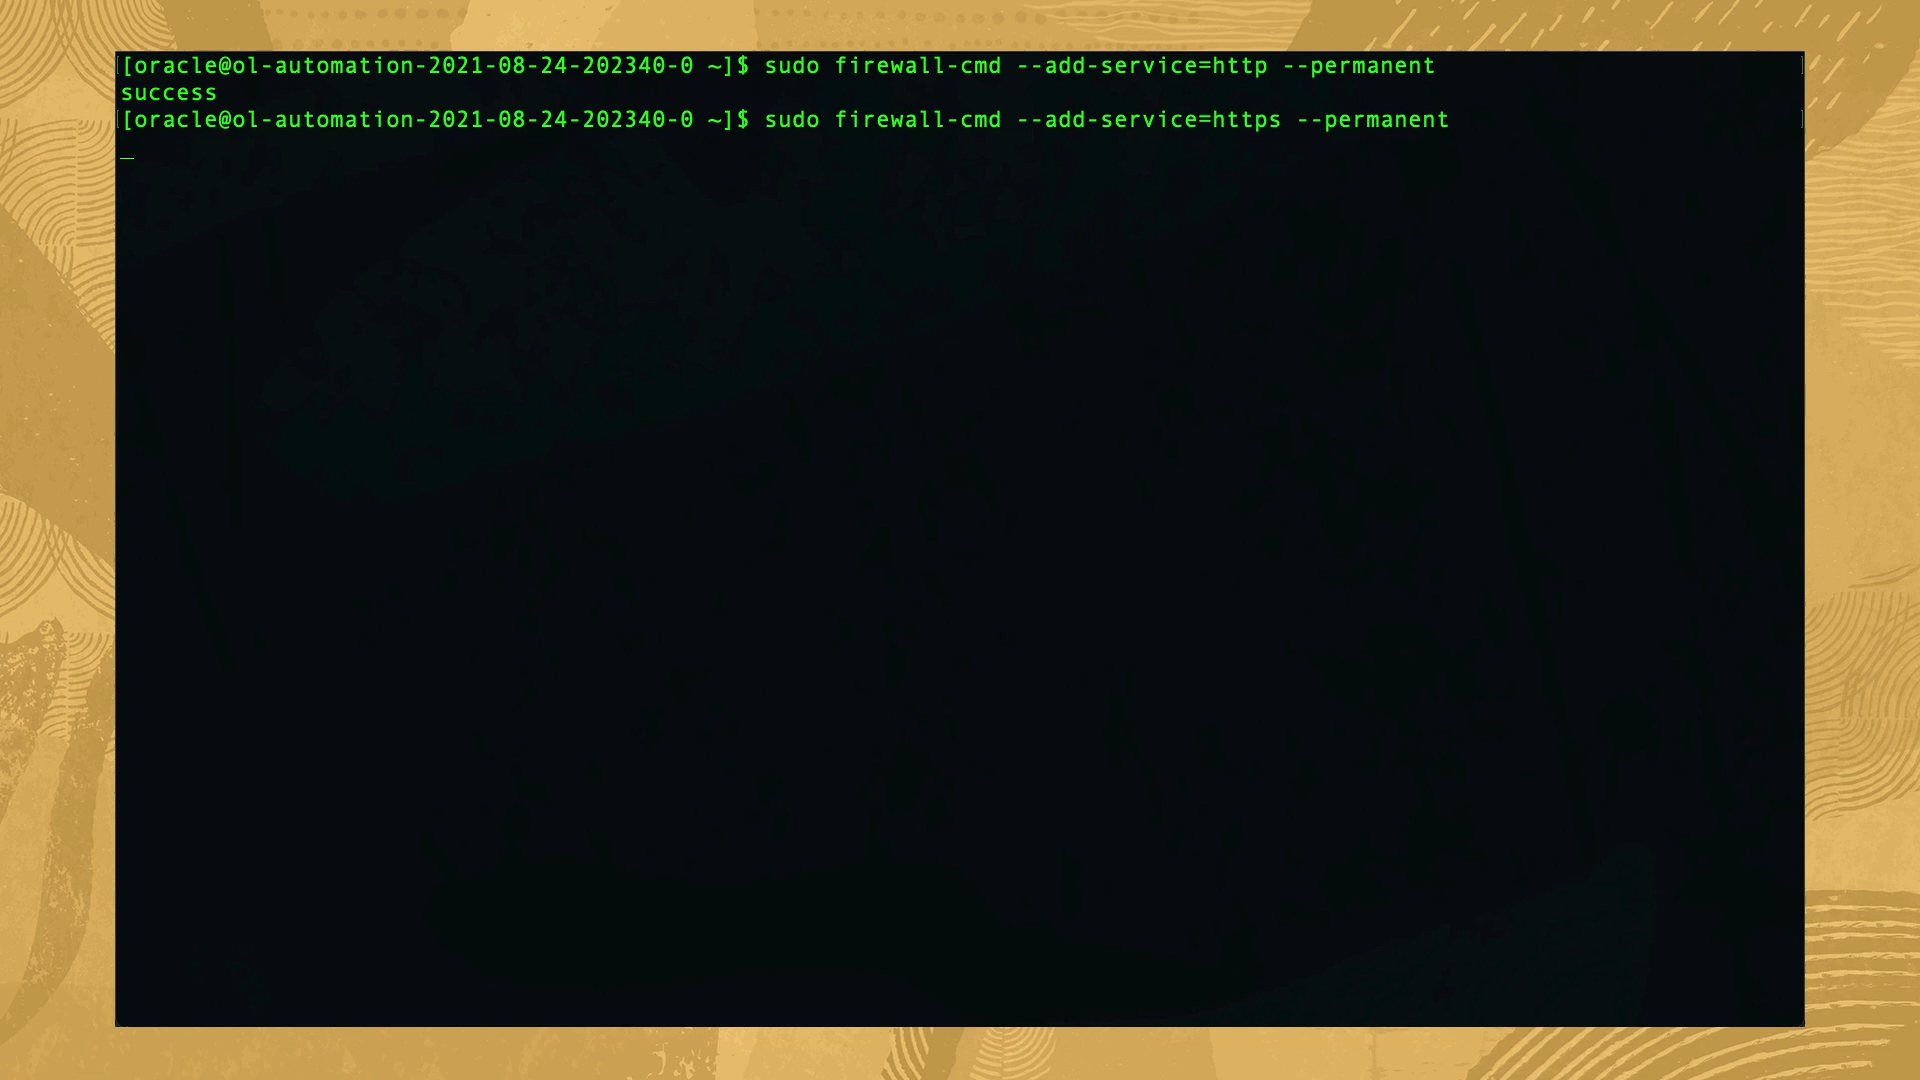 [[oracle@ol-automation-2021-08-24-202340-0 ~]$ sudo firewall-cmd --add-service=http --permanent ]
success
[[oracle@ol-automation-2021-08-24-202340-0 ~]$ sudo firewall-cmd --add-service=https --permanent ]